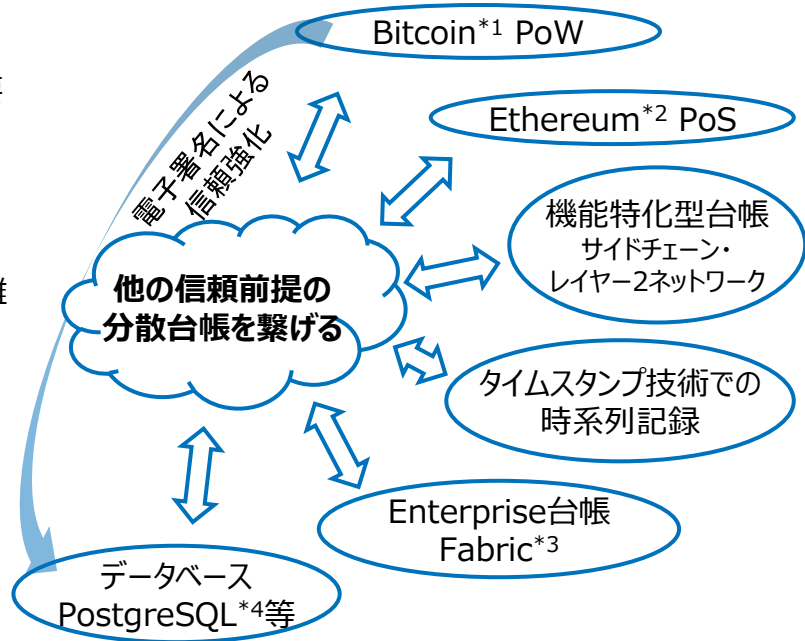 Bitcoin*1 PoW
電子署名による
信頼強化
Ethereum*2 PoS
機能特化型台帳
サイドチェーン・
レイヤー2ネットワーク
他の信頼前提の
分散台帳を繋げる
タイムスタンプ技術での
時系列記録
Enterprise台帳
Fabric*3
データベース
PostgreSQL*4等